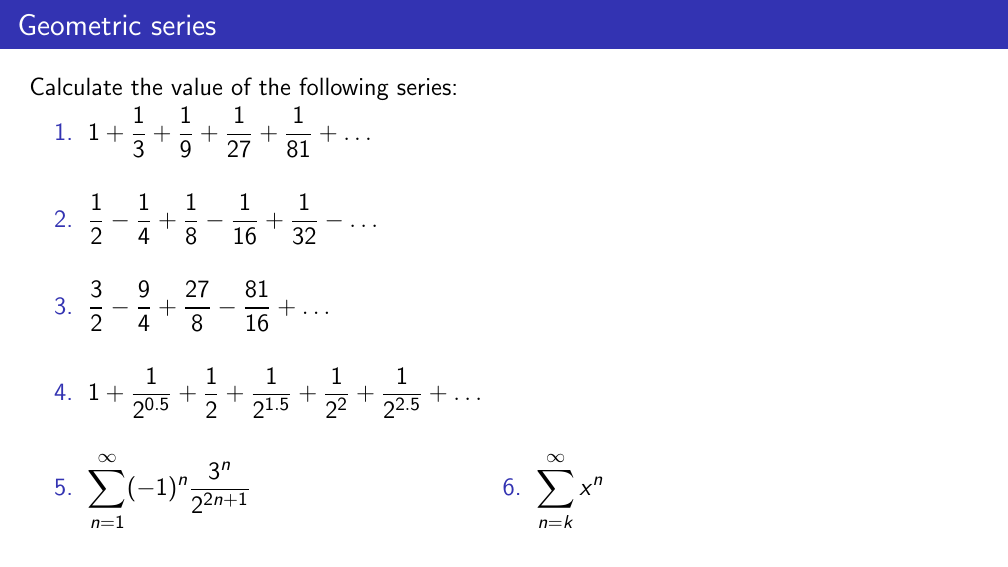 Geometric series
Calculate the value of the following series:
1. 1 + 1/3 + 1/9 + 1/27 + 1/81 + . . .
2. 1/2 − 1/4 + 1/8 − 1/16 + 1/32 − . . .
3. 3/2 − 9/4 + 27/8 − 81/16 + . . .
4. 1 + 1/2^0.5 + 1/2 + 1/2^1.5 + 1/2^2 + 1/2^2.5 + . . .
5. ∑_{n=1}^{∞} (−1)^n 3^n/2^{2n+1}
6. ∑_{n=k}^{∞} x^n